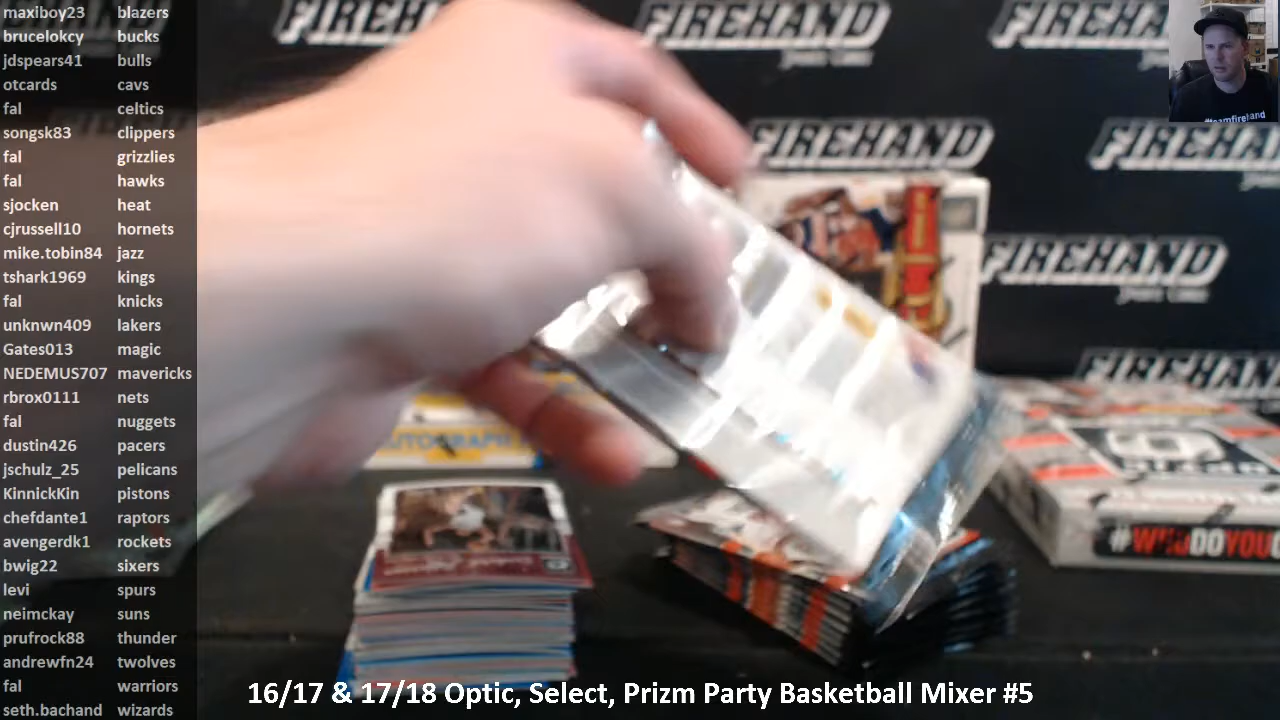 maxiboy23 blazers
brucelokcy bucks
jdspears41 bulls
otcards cavs
fal celtics
songsk83 clippers
fal grizzlies
fal hawks
sjocken heat
cjrussell10 hornets
mike.tobin84 jazz
tshark1969 kings
fal knicks
unknwn409 lakers
Gates013 magic
NEDEMUS707 mavericks
rbrox0111 nets
fal nuggets
dustin426 pacers
jschulz_25 pelicans
KinnickKin pistons
chefdante1 raptors
avengerdk1 rockets
bwig22 sixers
levi spurs
neimckay suns
prufrock88 thunder
andrewfn24 twolves
fal warriors
seth.bachand wizards
FIREHAND
FIREHAND
FIREHAND
FIREHAND
FIREHAND
FIREHAND
FIREHAND
#teamfirehand
AUTOGRAPH
#WHODOYOU
16/17 & 17/18 Optic, Select, Prizm Party Basketball Mixer #5